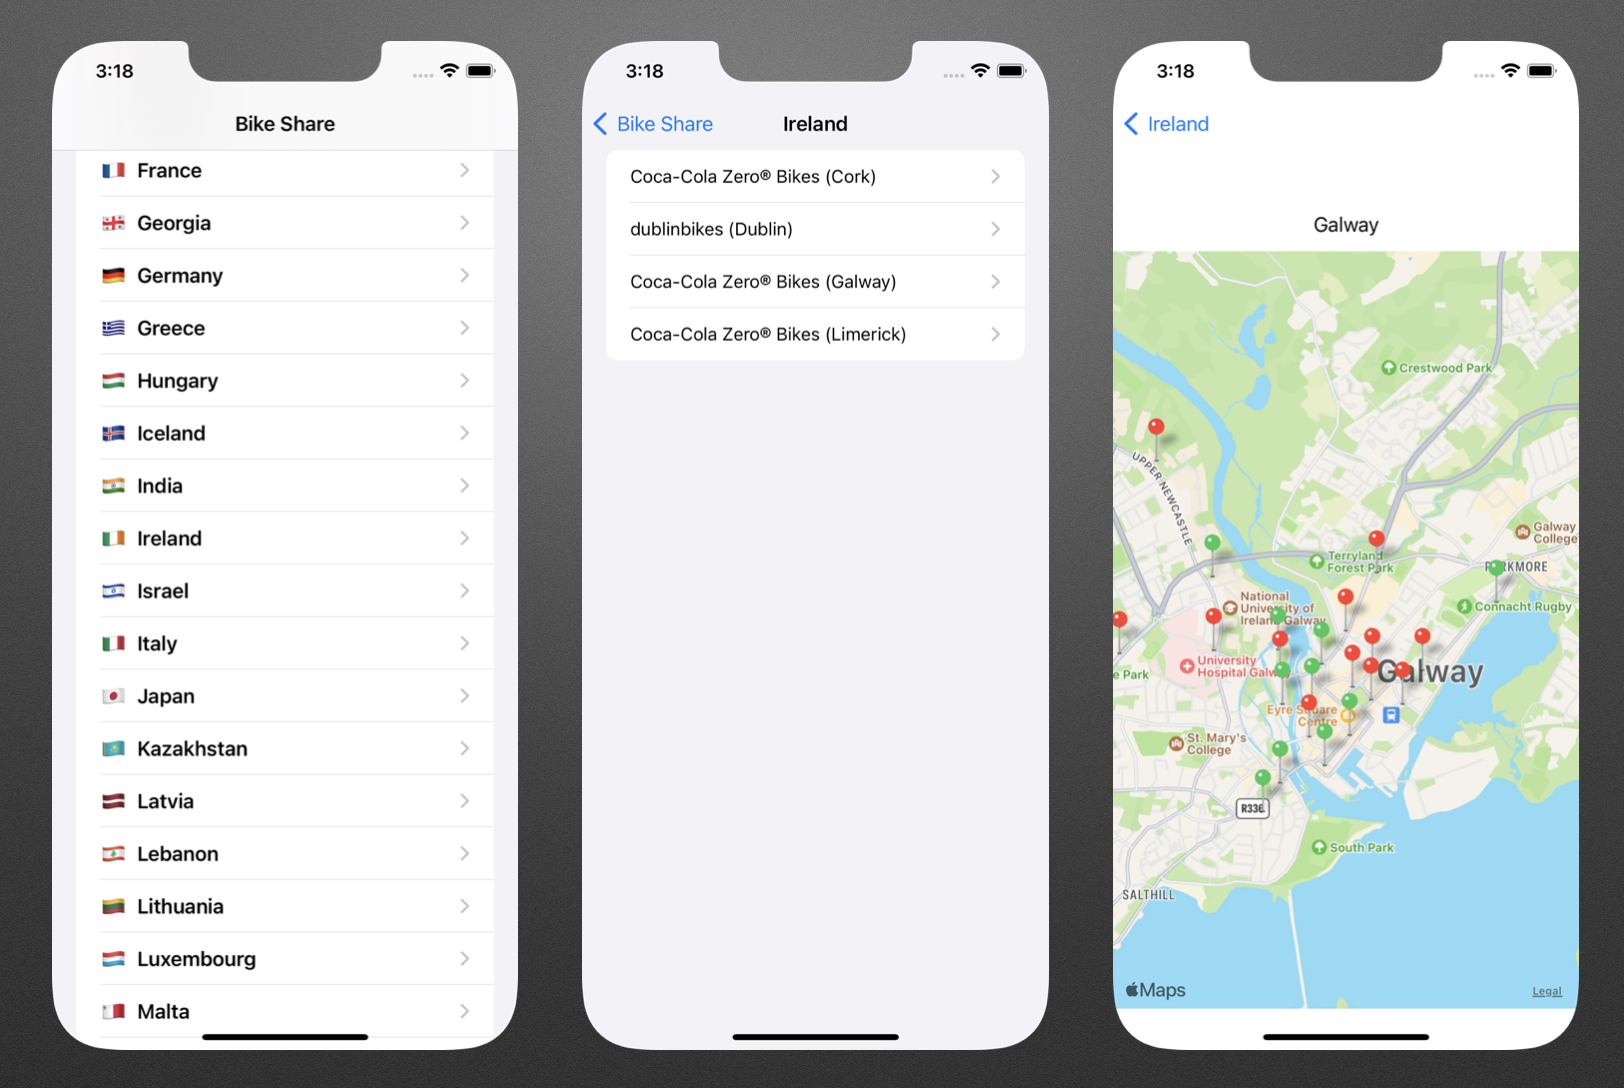 3:18
Bike Share
France
Georgia
Germany
Greece
Hungary
Iceland
India
Ireland
Israel
Italy
Japan
Kazakhstan
Latvia
Lebanon
Lithuania
Luxembourg
Malta
3:18
Bike Share
Ireland
Coca-Cola Zero® Bikes (Cork)
dublinbikes (Dublin)
Coca-Cola Zero® Bikes (Galway)
Coca-Cola Zero® Bikes (Limerick)
3:18
Ireland
Galway
Crestwood Park
UPPER NEWCASTLE
Galway
College
Terryland
Forest Park
PARKMORE
National
University of
Ireland Galway
Connacht Rugby
University
Hospital Galw
e Park
Galway
Eyre Square
Centre
St. Mary's
College
R336
South Park
SALTHILL
Maps
Legal